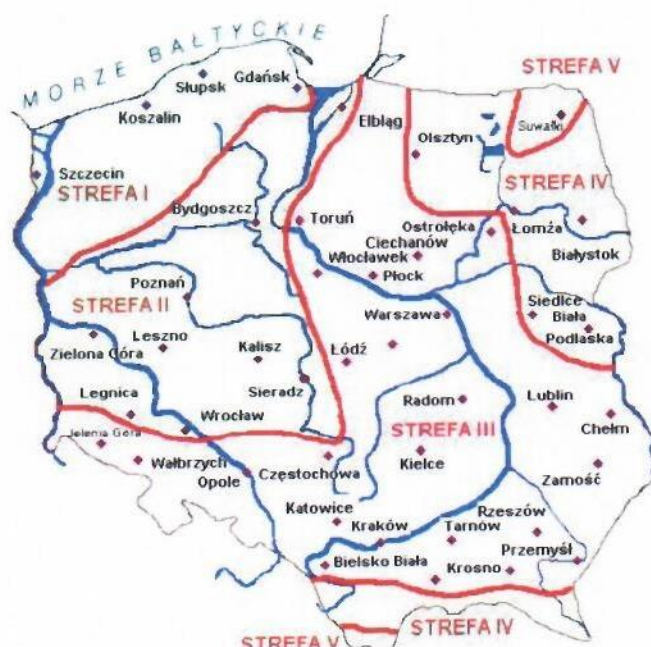 MORZE BAŁTYCKIE
STREFA V
Słupsk
Gdańsk
Koszalin
Elbląg
Olsztyn
Suwałki
Szczecin
STREFA I
STREFA IV
Bydgoszcz
Toruń
Ostrołęka
Łomża
Ciechanów
Włocławek
Białystok
Płock
Poznań
STREFA II
Siedlce
Warszawa
Biała
Podlaska
Leszno
Zielona Góra
Kalisz
Łódź
Sieradz
Legnica
Radom
Lublin
Wrocław
STREFA III
Chełm
Jelenia Góra
Wałbrzych
Opole
Częstochowa
Kielce
Zamość
Katowice
Rzeszów
Kraków
Tarnów
Przemyśl
Bielsko Biała
Krosno
STREFA IV
STREFA V